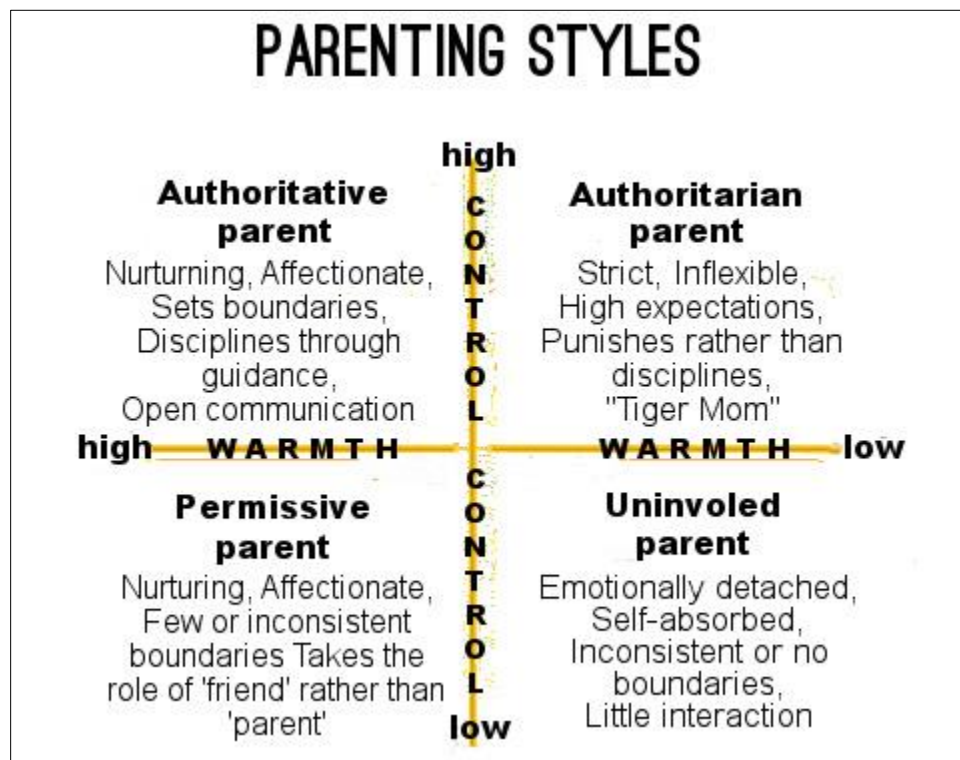 PARENTING STYLES
high
Authoritative
parent
Nurturning, Affectionate,
Sets boundaries,
Disciplines through
guidance,
Open communication
CONTROL
Authoritarian
parent
Strict, Inflexible,
High expectations,
Punishes rather than
disciplines,
"Tiger Mom"
high WARMTH WARMTH low
Permissive
parent
Nurturing, Affectionate,
Few or inconsistent
boundaries Takes the
role of 'friend' rather than
'parent'
CONTROL
Uninvoled
parent
Emotionally detached,
Self-absorbed,
Inconsistent or no
boundaries,
Little interaction
low